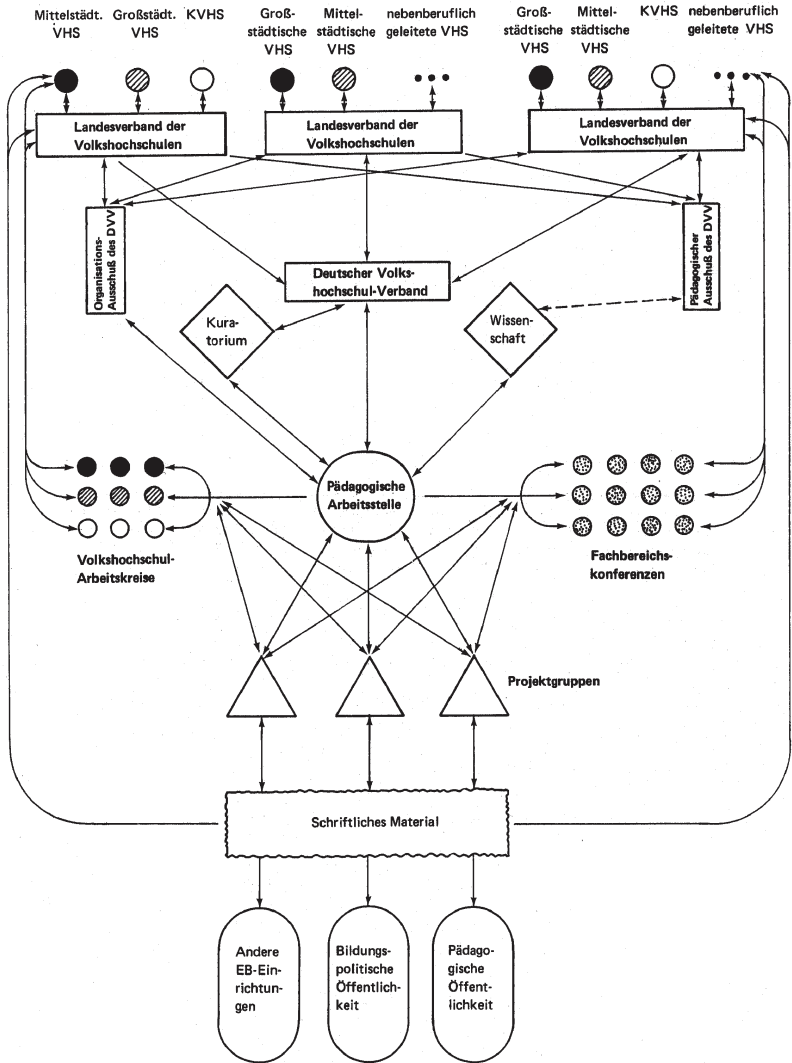 Mittelstädt.
VHS
Großstädt.
VHS
KVHS
Groß-
städtische
VHS
Mittel-
städtische
VHS
nebenberuflich
geleitete VHS
Groß-
städtische
VHS
Mittel-
städtische
VHS
KVHS
nebenberuflich
geleitete VHS
Landesverband der
Volkshochschulen
Landesverband der
Volkshochschulen
Landesverband der
Volkshochschulen
Organisations-
Ausschuß des DVV
Deutscher Volks-
hochschul-Verband
Pädagogischer
Ausschuß des DVV
Kura-
torium
Wissen-
schaft
Pädagogische
Arbeitsstelle
Volkshochschul-
Arbeitskreise
Fachbereichs-
konferenzen
Projektgruppen
Schriftliches Material
Andere
EB-Ein-
richtun-
gen
Bildungs-
politische
Öffentlich-
keit
Pädago-
gische
Öffent-
lichkeit